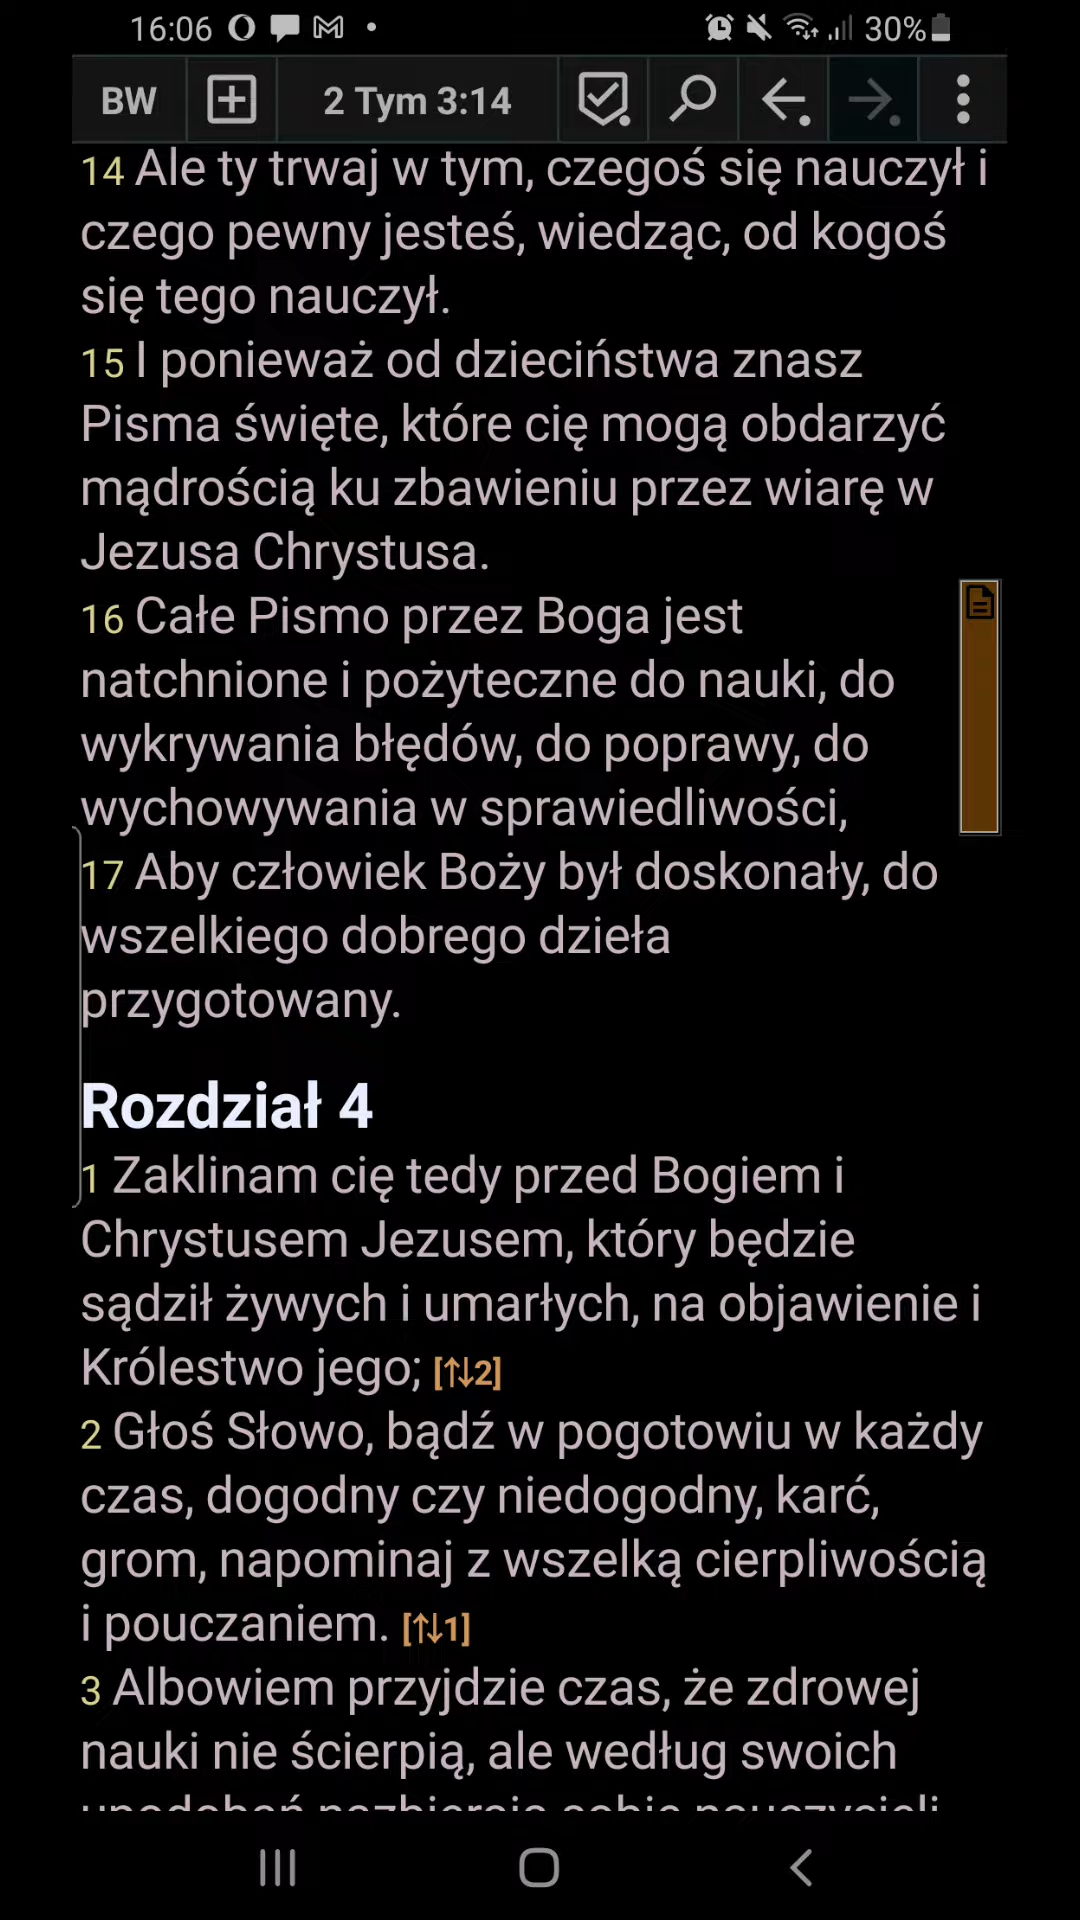 16:06 30%
BW 2 Tym 3:14
14 Ale ty trwaj w tym, czegoś się nauczył i
czego pewny jesteś, wiedząc, od kogoś
się tego nauczył.
15 I ponieważ od dzieciństwa znasz
Pisma święte, które cię mogą obdarzyć
mądrością ku zbawieniu przez wiarę w
Jezusa Chrystusa.
16 Całe Pismo przez Boga jest
natchnione i pożyteczne do nauki, do
wykrywania błędów, do poprawy, do
wychowywania w sprawiedliwości,
17 Aby człowiek Boży był doskonały, do
wszelkiego dobrego dzieła
przygotowany.
Rozdział 4
1 Zaklinam cię tedy przed Bogiem i
Chrystusem Jezusem, który będzie
sądził żywych i umarłych, na objawienie i
Królestwo jego; [↑↓2]
2 Głoś Słowo, bądź w pogotowiu w każdy
czas, dogodny czy niedogodny, karć,
grom, napominaj z wszelką cierpliwością
i pouczaniem. [↑↓1]
3 Albowiem przyjdzie czas, że zdrowej
nauki nie ścierpią, ale według swoich